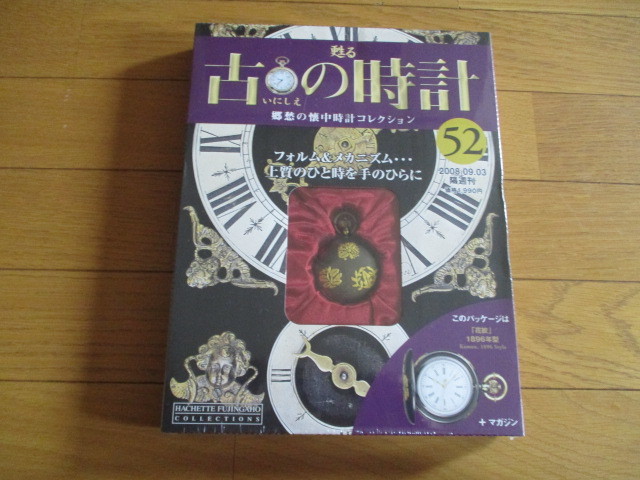 甦る
古の時計
いにしえ
郷愁の懐中時計コレクション
52
2008・09.03
隔週刊
フォルム&メカニズム・・・
上質のひと時を手のひらに
このパッケージは
1896年型
+マガジン
HACHETTE FUJINGAHO
COLLECTIONS